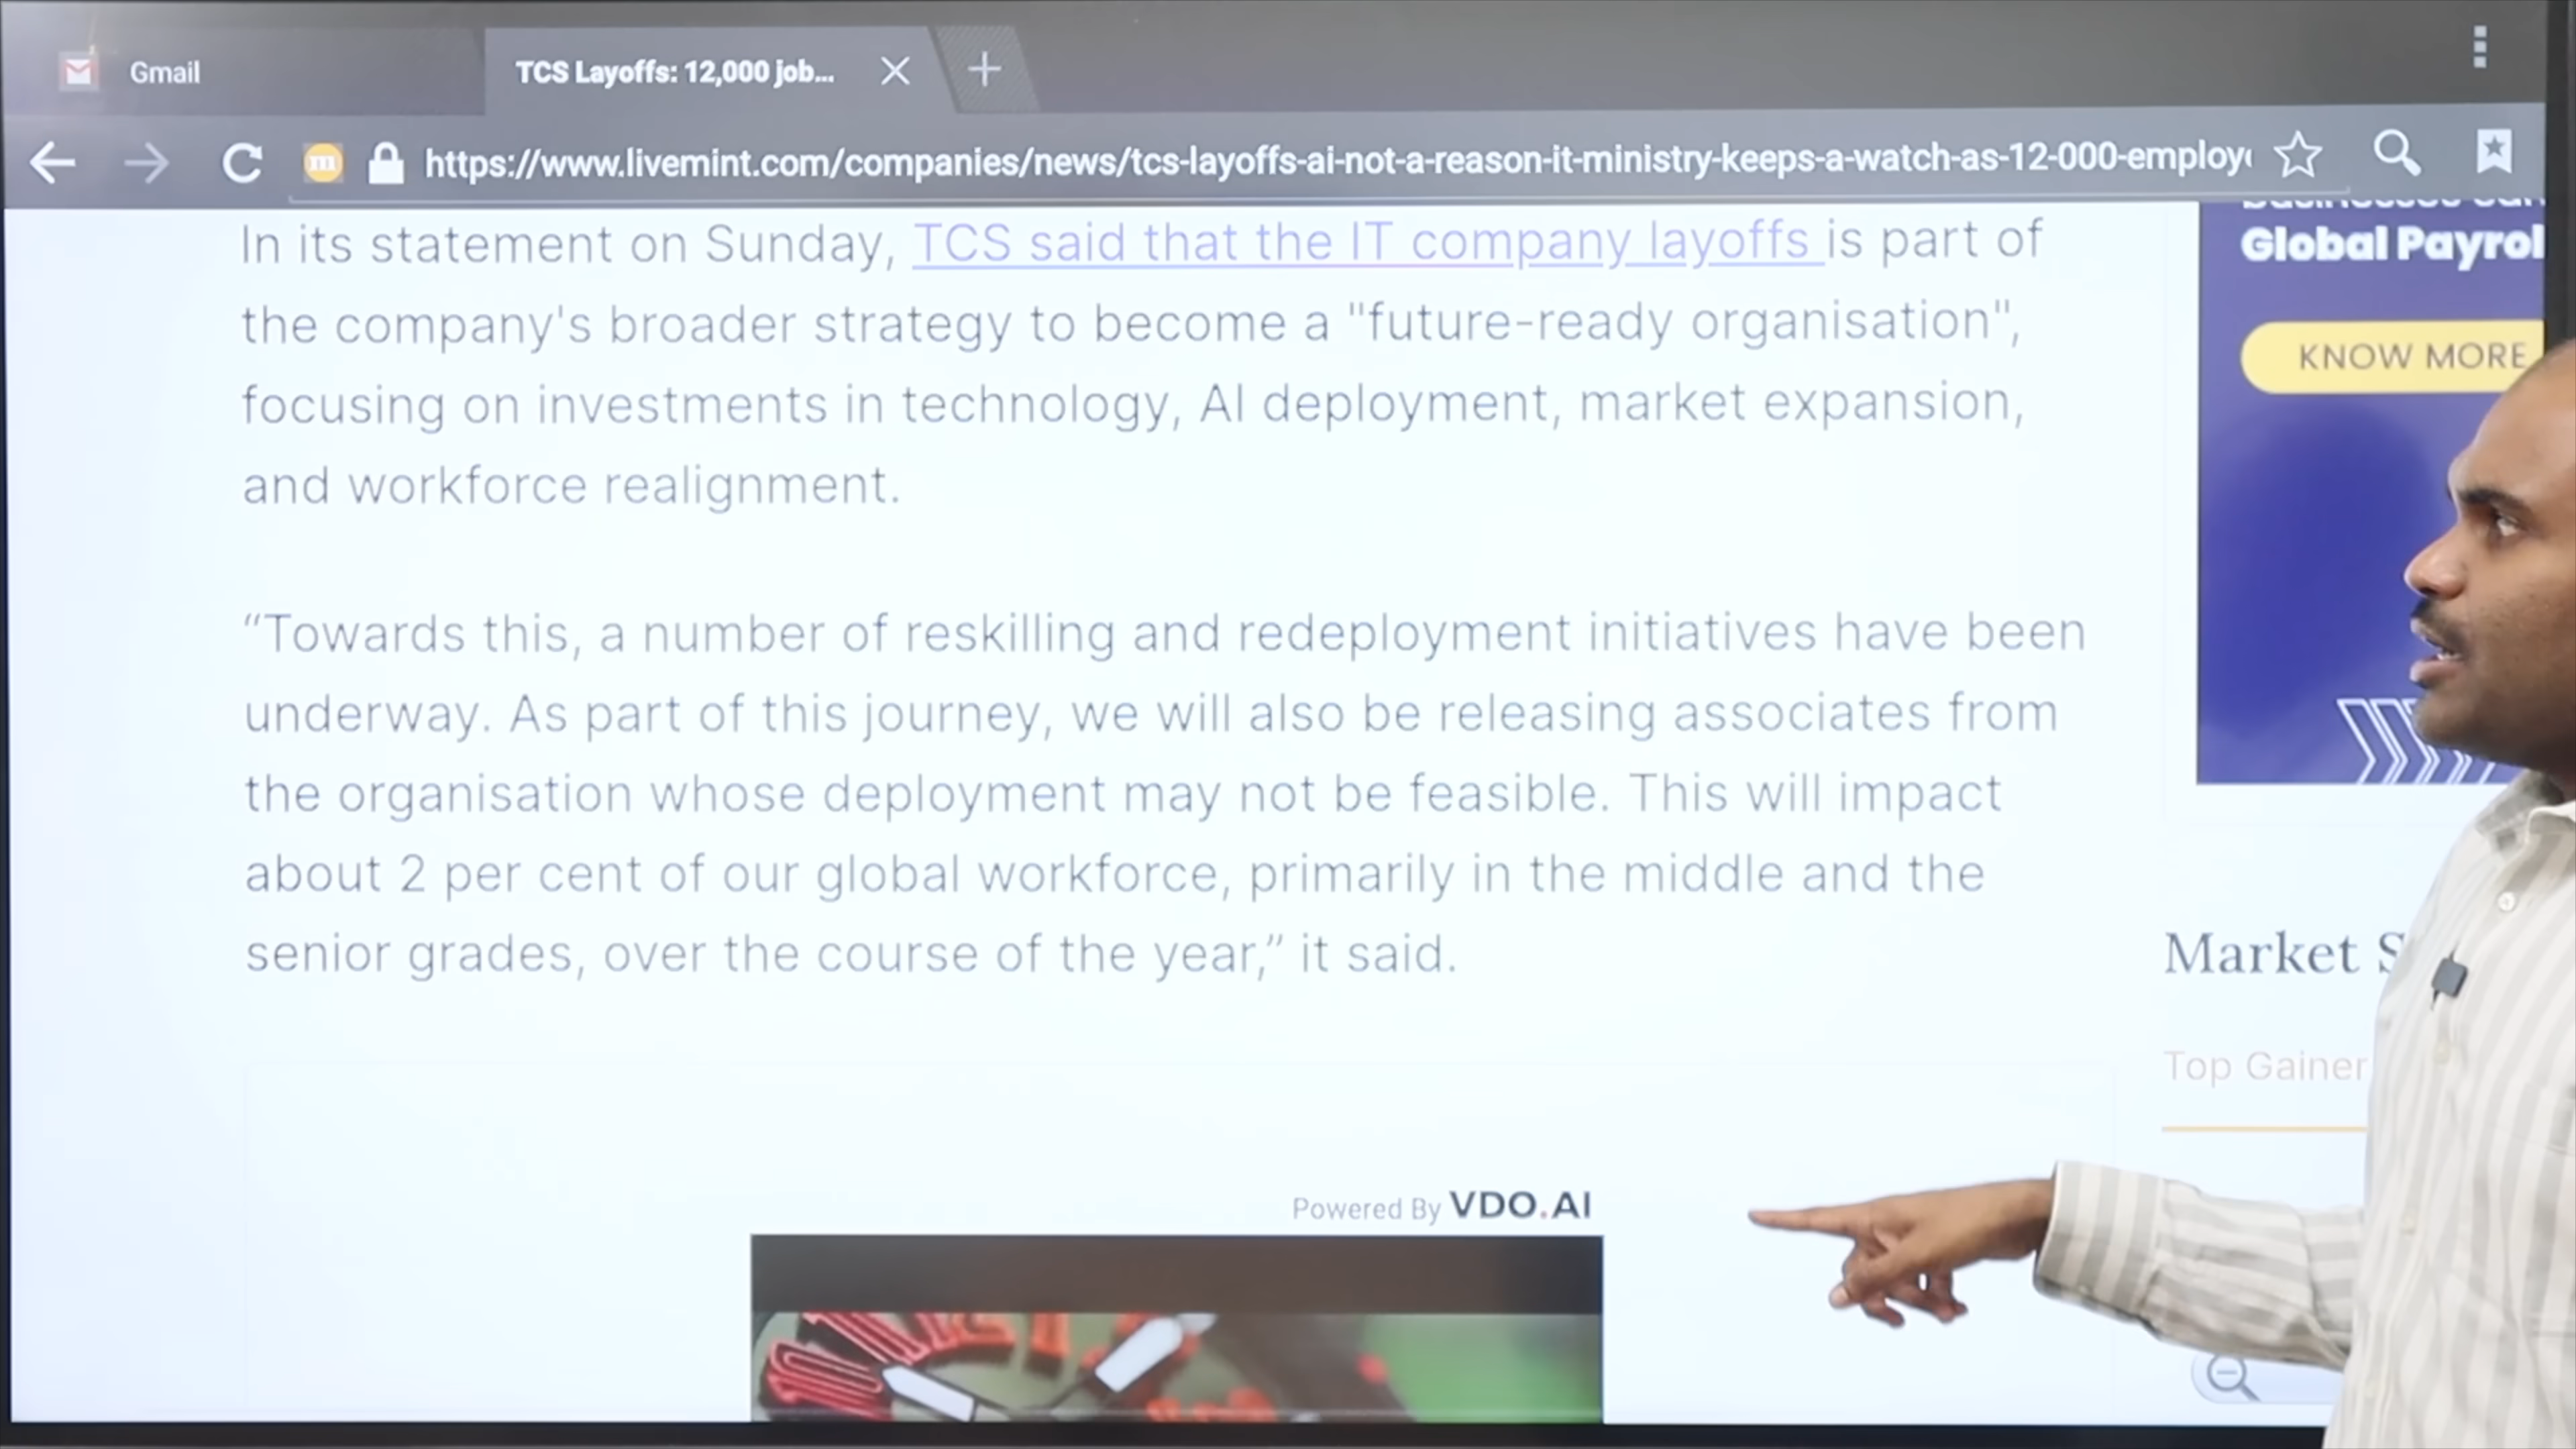 Gmail
TCS Layoffs: 12,000 job...
https://www.livemint.com/companies/news/tcs-layoffs-ai-not-a-reason-it-ministry-keeps-a-watch-as-12-000-employ
In its statement on Sunday, TCS said that the IT company layoffs is part of
the company's broader strategy to become a "future-ready organisation",
focusing on investments in technology, AI deployment, market expansion,
and workforce realignment.
“Towards this, a number of reskilling and redeployment initiatives have been
underway. As part of this journey, we will also be releasing associates from
the organisation whose deployment may not be feasible. This will impact
about 2 per cent of our global workforce, primarily in the middle and the
senior grades, over the course of the year,” it said.
Powered By VDO.AI
Global Payrol
KNOW MORE
Market S
Top Gainer